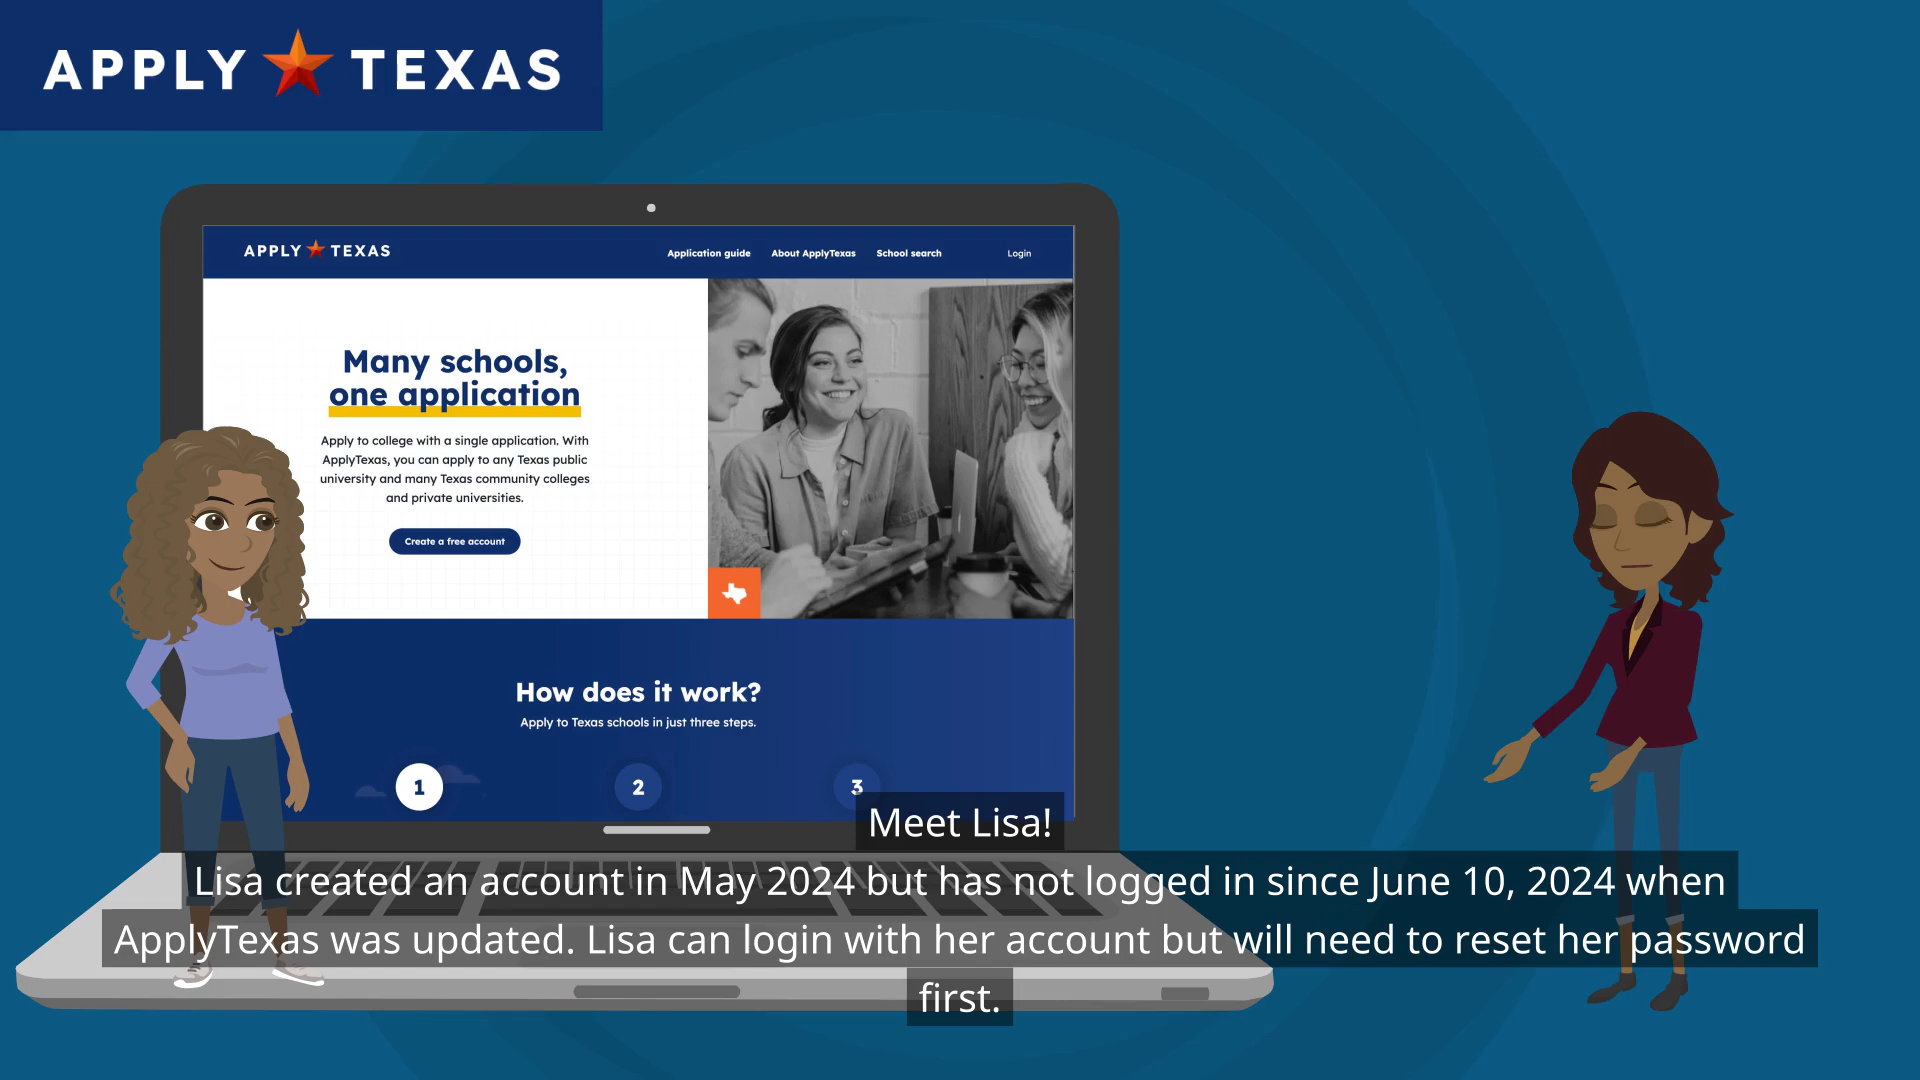 APPLY TEXAS
APPLY TEXAS
Application guide
About ApplyTexas
School search
Login
Many schools,
one application
Apply to college with a single application. With
ApplyTexas, you can apply to any Texas public
university and many Texas community colleges
and private universities.
Create a free account
How does it work?
Apply to Texas schools in just three steps.
1
2
3
Meet Lisa!
Lisa created an account in May 2024 but has not logged in since June 10, 2024 when
ApplyTexas was updated. Lisa can login with her account but will need to reset her password
first.